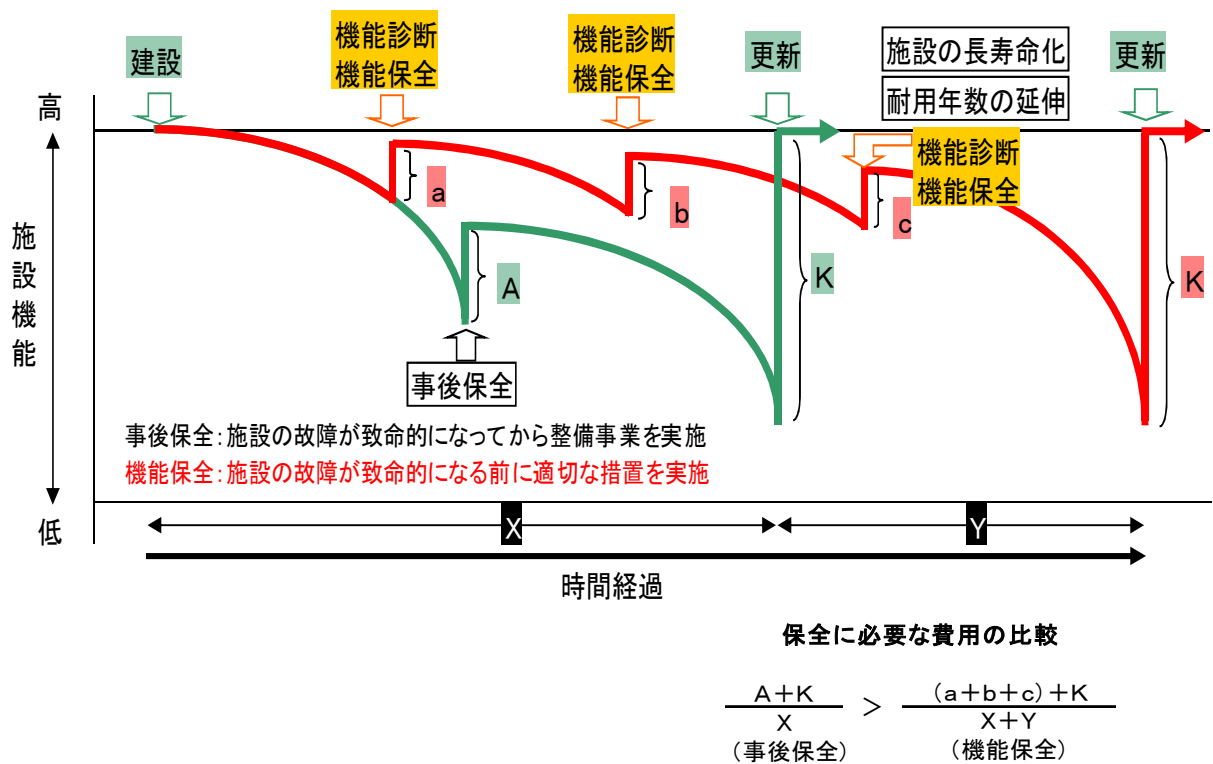 建設
機能診断
機能保全
機能診断
機能保全
更新
施設の長寿命化
耐用年数の延伸
更新
高
施設機能
低
a
b
c
機能診断
機能保全
A
K
K
事後保全
事後保全:施設の故障が致命的になってから整備事業を実施
機能保全:施設の故障が致命的になる前に適切な措置を実施
X
Y
時間経過
保全に必要な費用の比較
A+K
X
(事後保全)
>
(a+b+c)+K
X+Y
(機能保全)